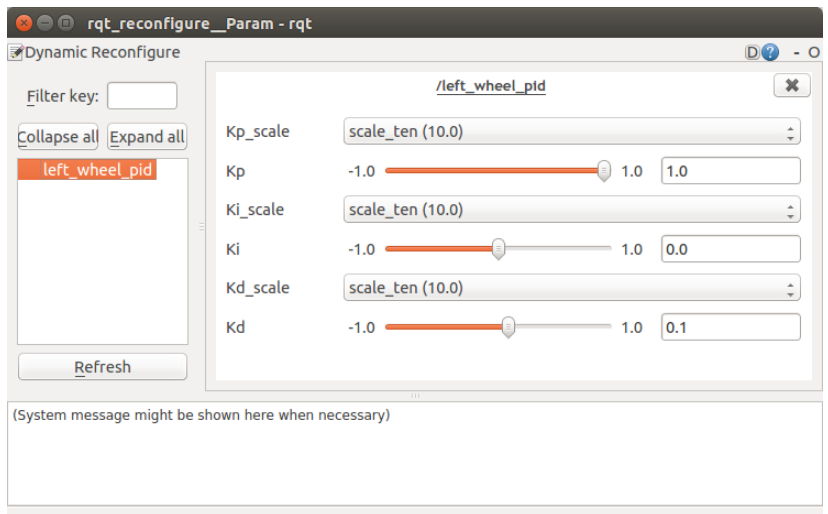 rqt_reconfigure__Param - rqt
Dynamic Reconfigure
D ? - O
Filter key:
Collapse all Expand all
left_wheel_pid
Refresh
/left_wheel_pid
Kp_scale scale_ten (10.0)
Kp -1.0 1.0 1.0
Ki_scale scale_ten (10.0)
Ki -1.0 1.0 0.0
Kd_scale scale_ten (10.0)
Kd -1.0 1.0 0.1
(System message might be shown here when necessary)